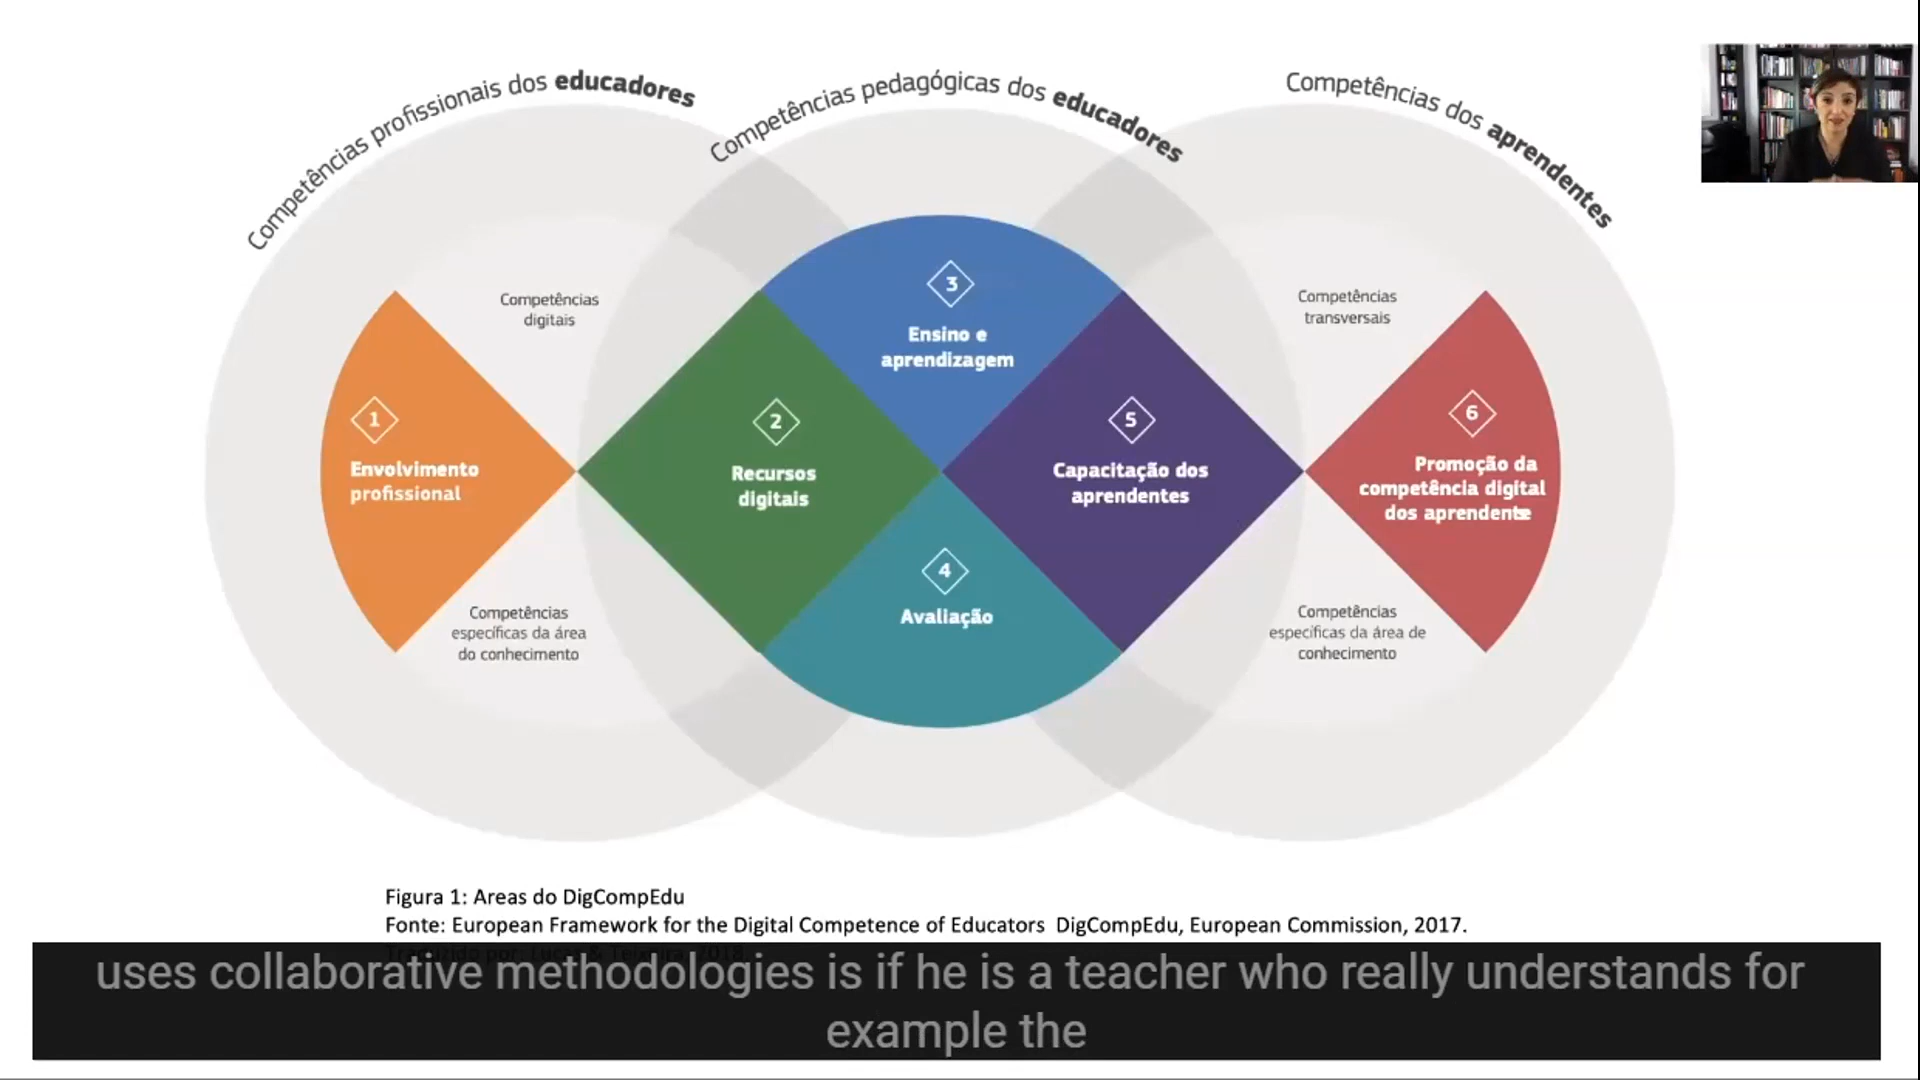 Competências profissionais dos educadores
Competências pedagógicas dos educadores
Competências dos aprendentes
Competências
digitais
Competências
transversais
3
Ensino e
aprendizagem
1
Envolvimento
profissional
2
Recursos
digitais
5
Capacitação dos
aprendentes
6
Promoção da
competência digital
dos aprendente
4
Avaliação
Competências
específicas da área
do conhecimento
Competências
específicas da área de
conhecimento
Figura 1: Areas do DigCompEdu
Fonte: European Framework for the Digital Competence of Educators DigCompEdu, European Commission, 2017.
uses collaborative methodologies is if he is a teacher who really understands for
example the